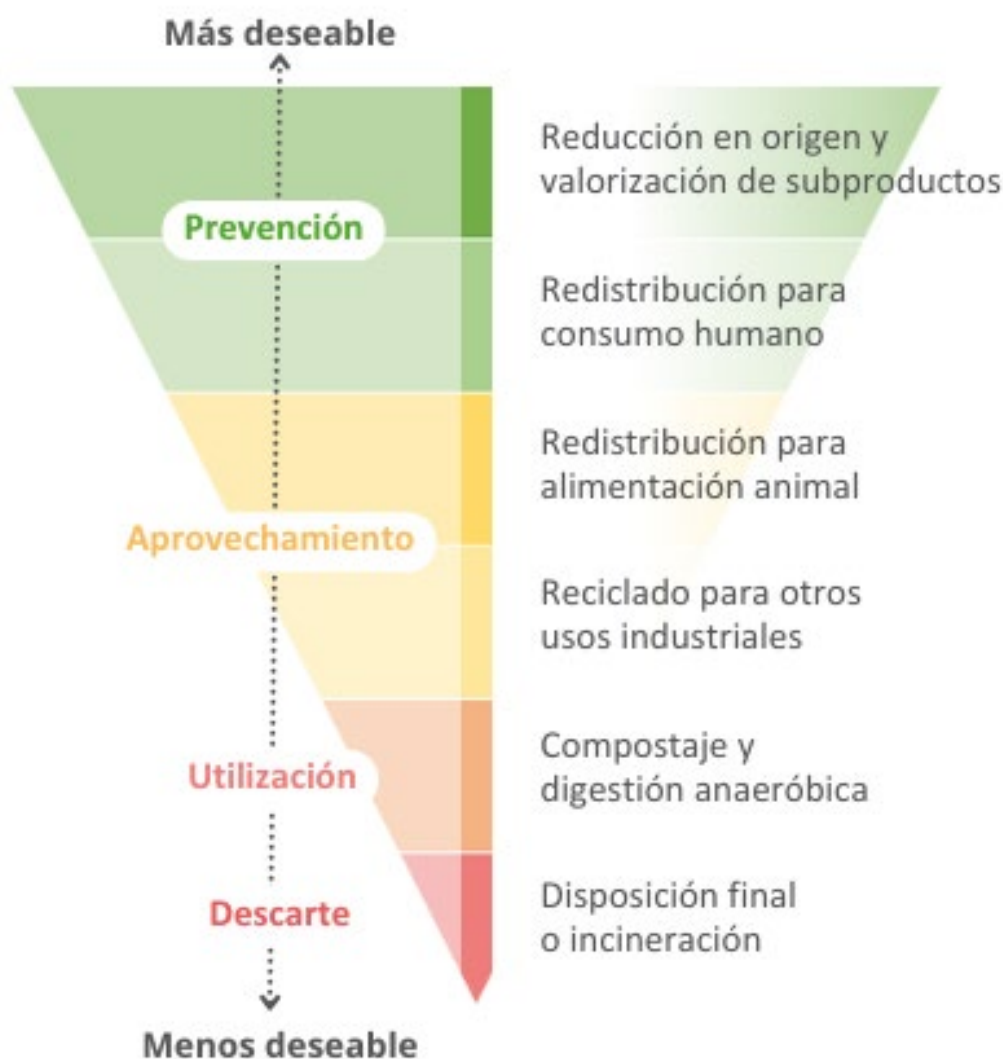 Más deseable
Reducción en origen y
valorización de subproductos
Prevención
Redistribución para
consumo humano
Redistribución para
alimentación animal
Aprovechamiento
Reciclado para otros
usos industriales
Compostaje y
digestión anaeróbica
Utilización
Disposición final
o incineración
Descarte
Menos deseable